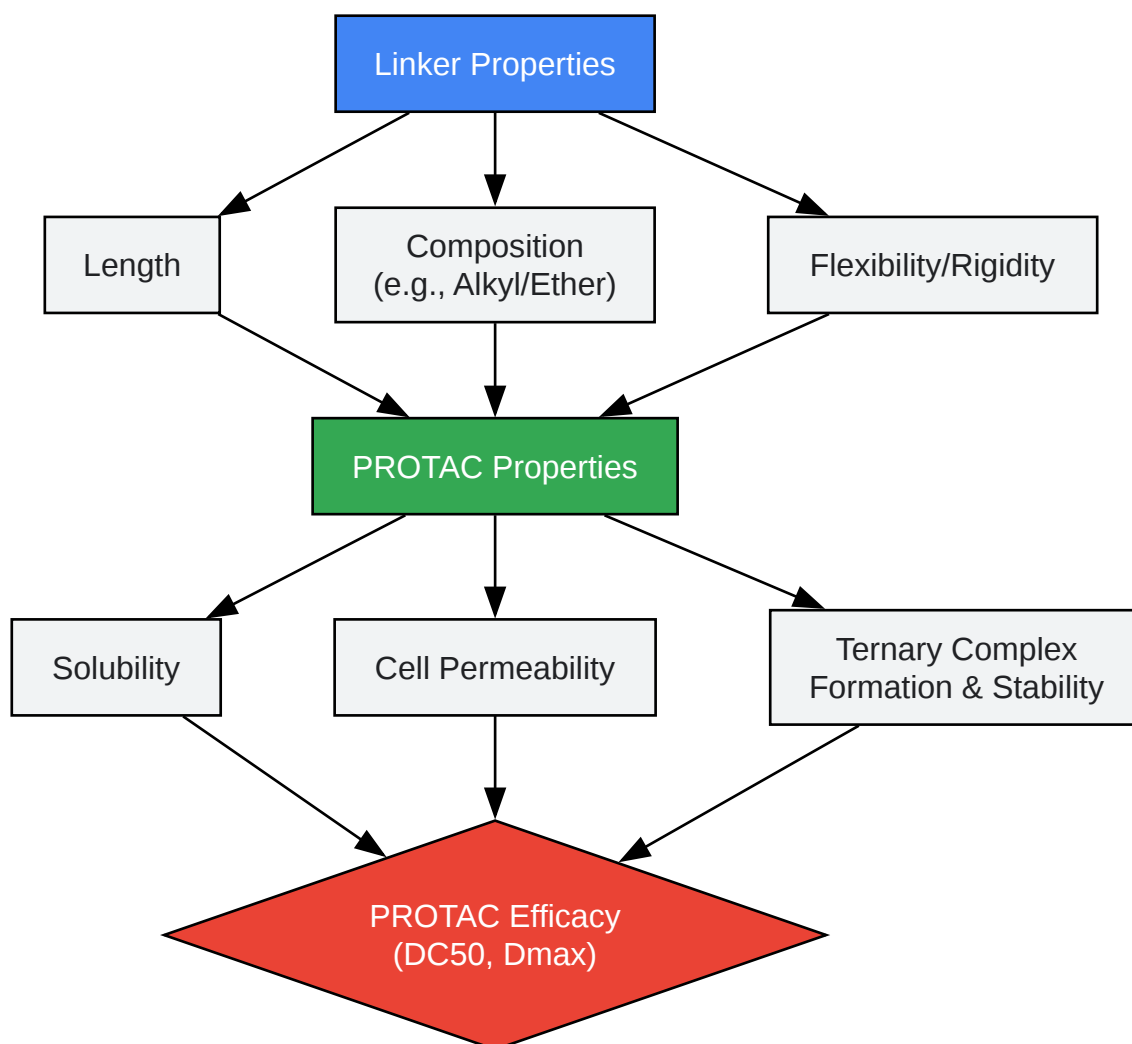 Linker Properties
Length
Composition
(e.g., Alkyl/Ether)
Flexibility/Rigidity
PROTAC Properties
Solubility
Cell Permeability
Ternary Complex
Formation & Stability
PROTAC Efficacy
(DC50, Dmax)